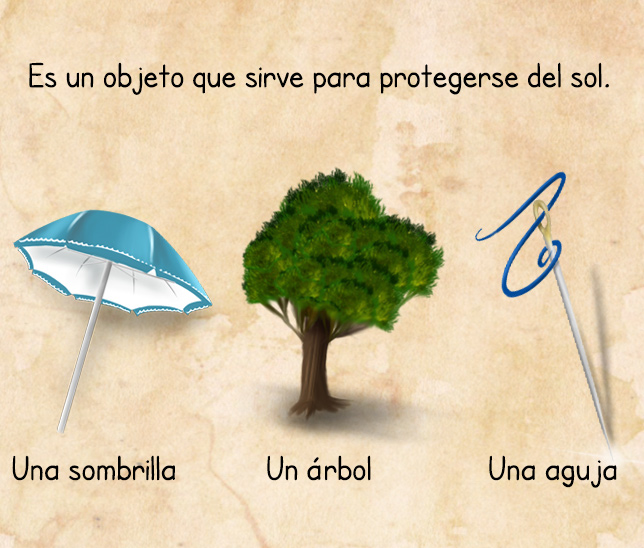 Es un objeto que sirve para protegerse del sol.
Una sombrilla
Un árbol
Una aguja